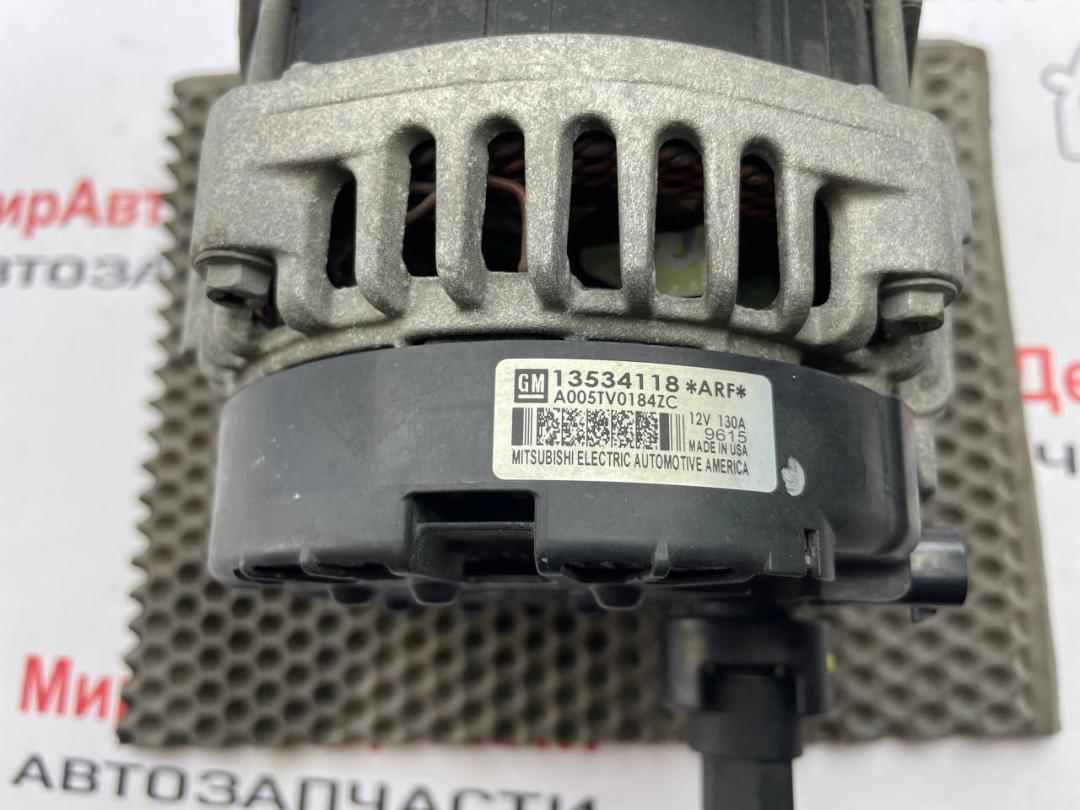 GM 13534118 *ARF*
A005TV0184ZC
12V 130A
9615
MADE IN USA
MITSUBISHI ELECTRIC AUTOMOTIVE AMERICA
АВТОЗАПЧАСТИ